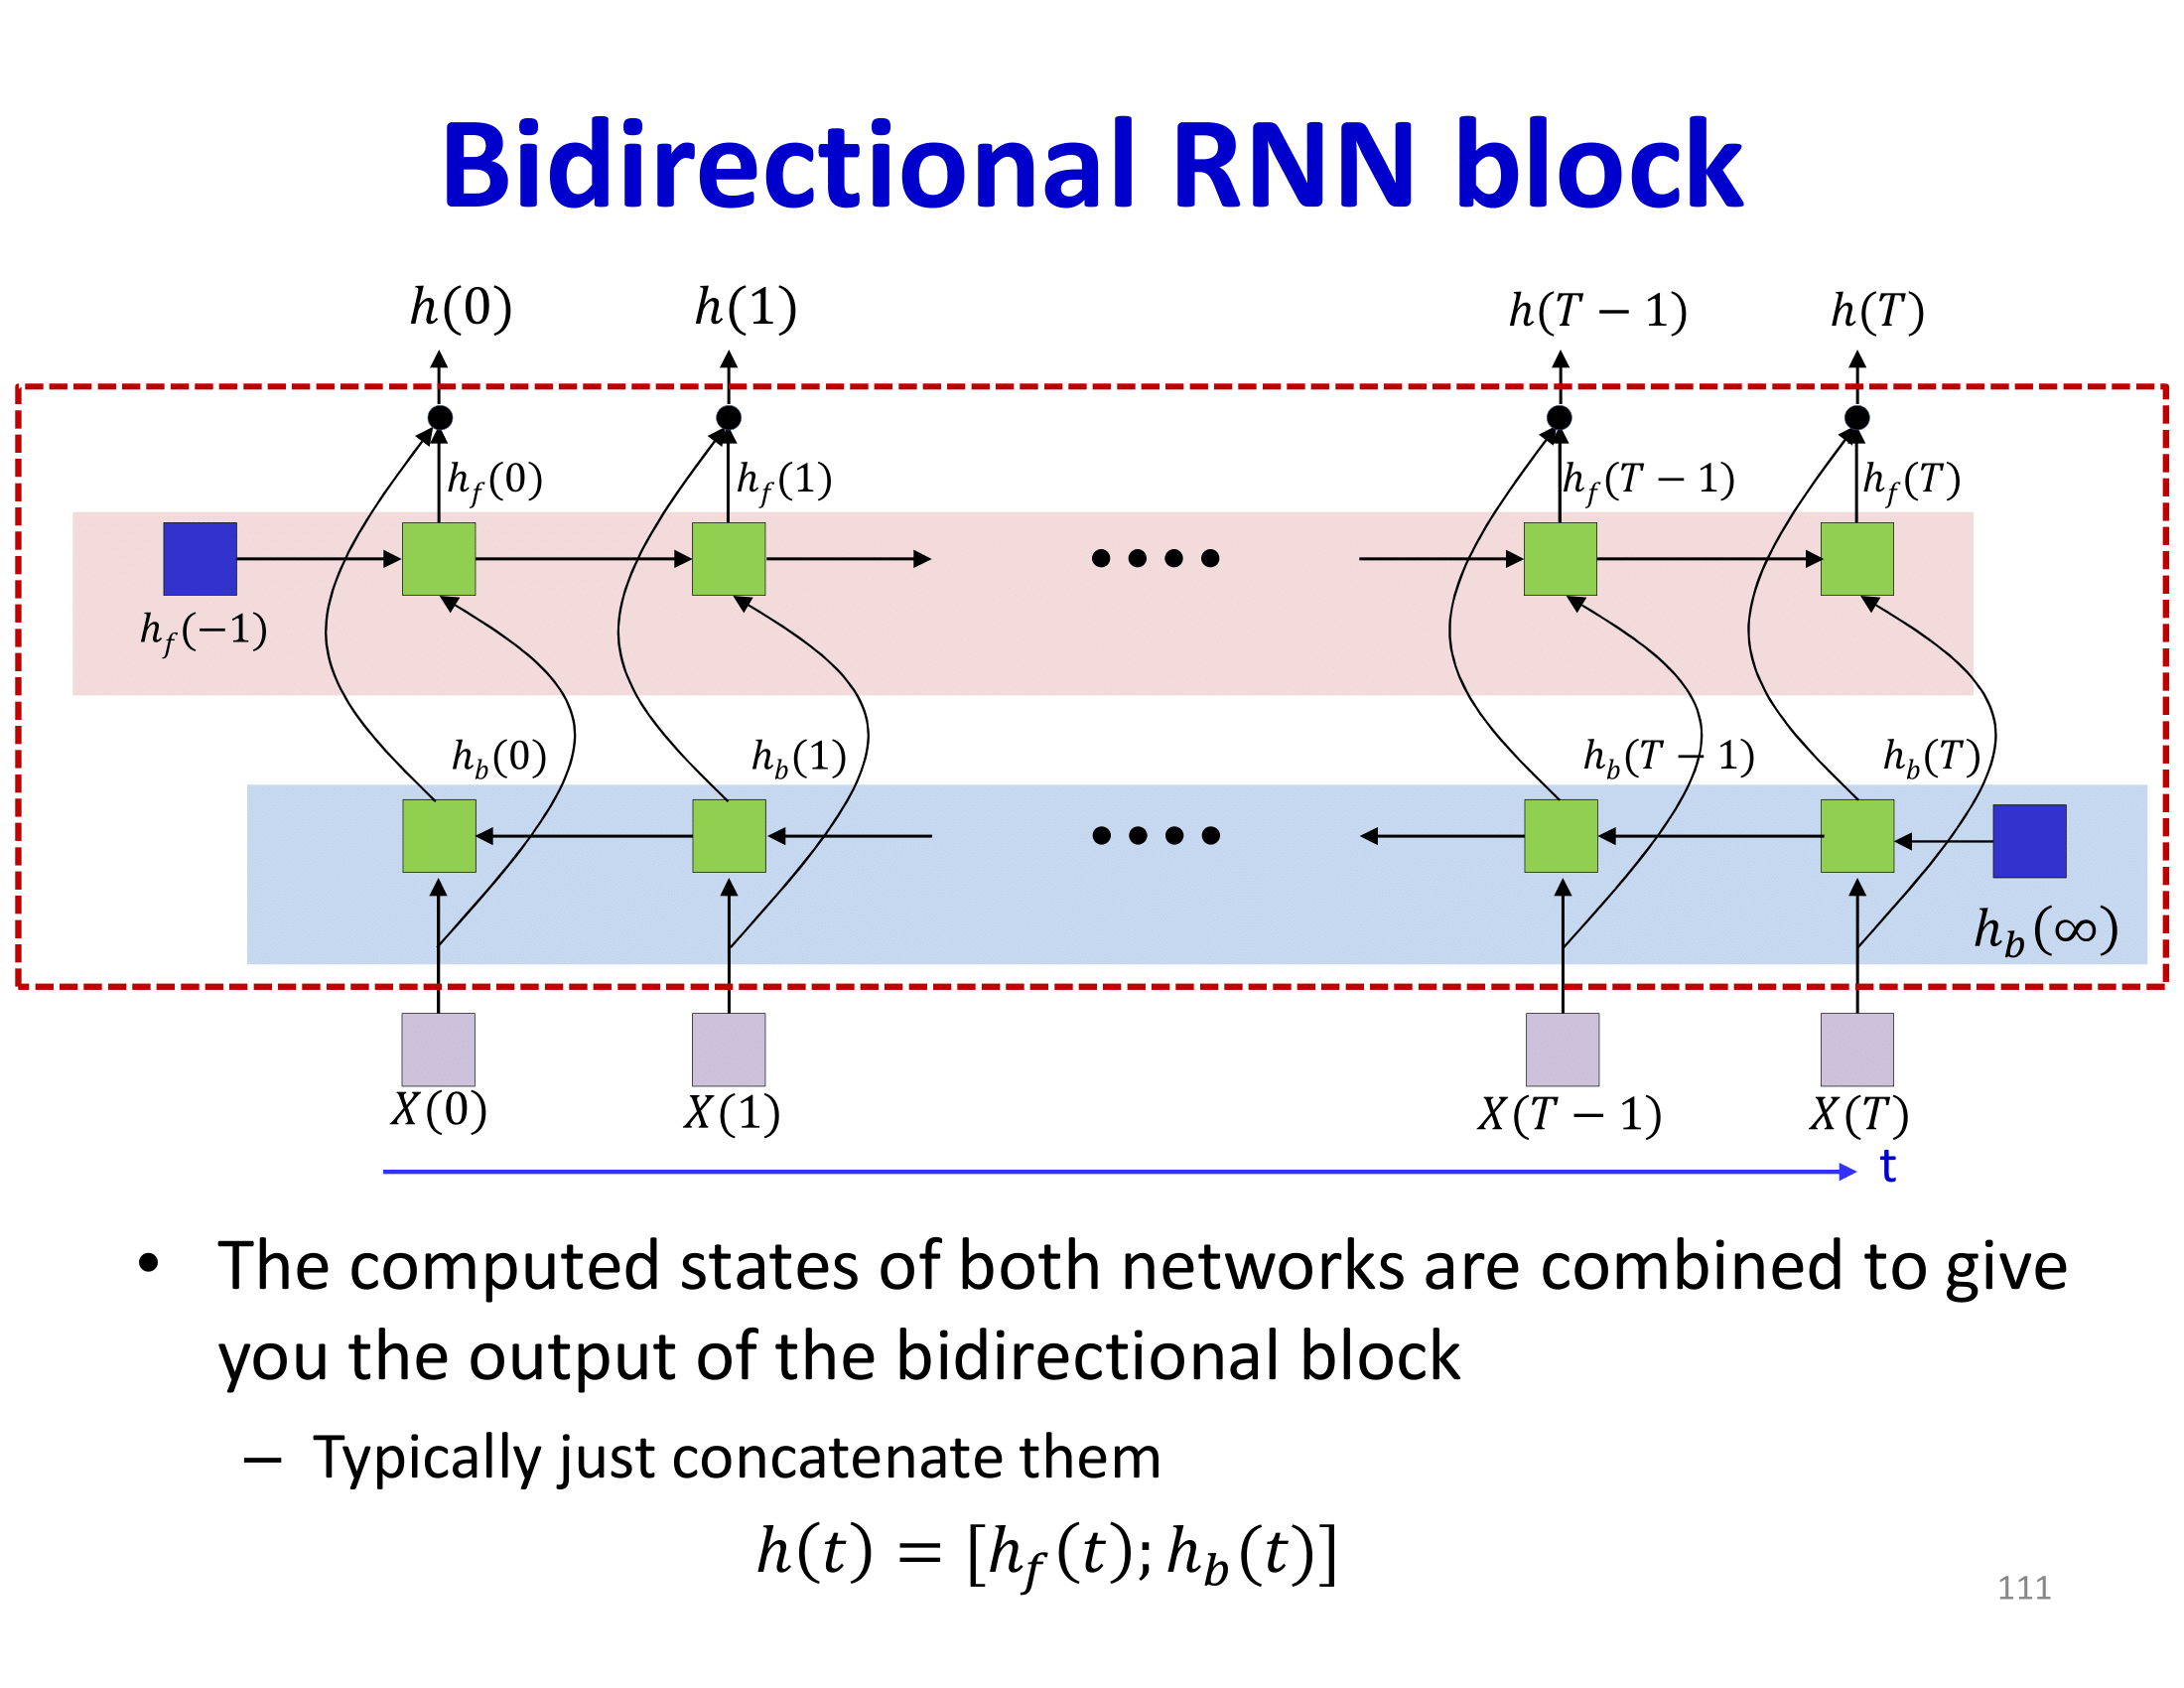 Bidirectional RNN block
h(0) h(1) h(T − 1) h(T)
h_f(0) h_f(1) h_f(T − 1) h_f(T)
h_f(−1)
h_b(0) h_b(1) h_b(T − 1) h_b(T)
h_b(∞)
X(0) X(1) X(T − 1) X(T)
t
• The computed states of both networks are combined to give
you the output of the bidirectional block
– Typically just concatenate them
h(t) = [h_f(t); h_b(t)]
111